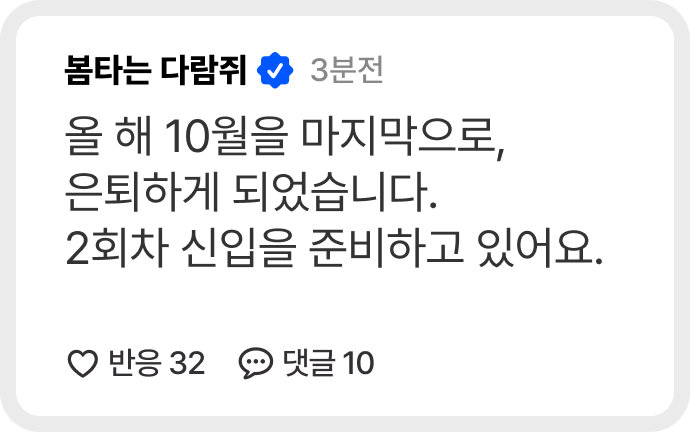 봄타는 다람쥐 3분전
올 해 10월을 마지막으로,
은퇴하게 되었습니다.
2회차 신입을 준비하고 있어요.
반응 32 댓글 10